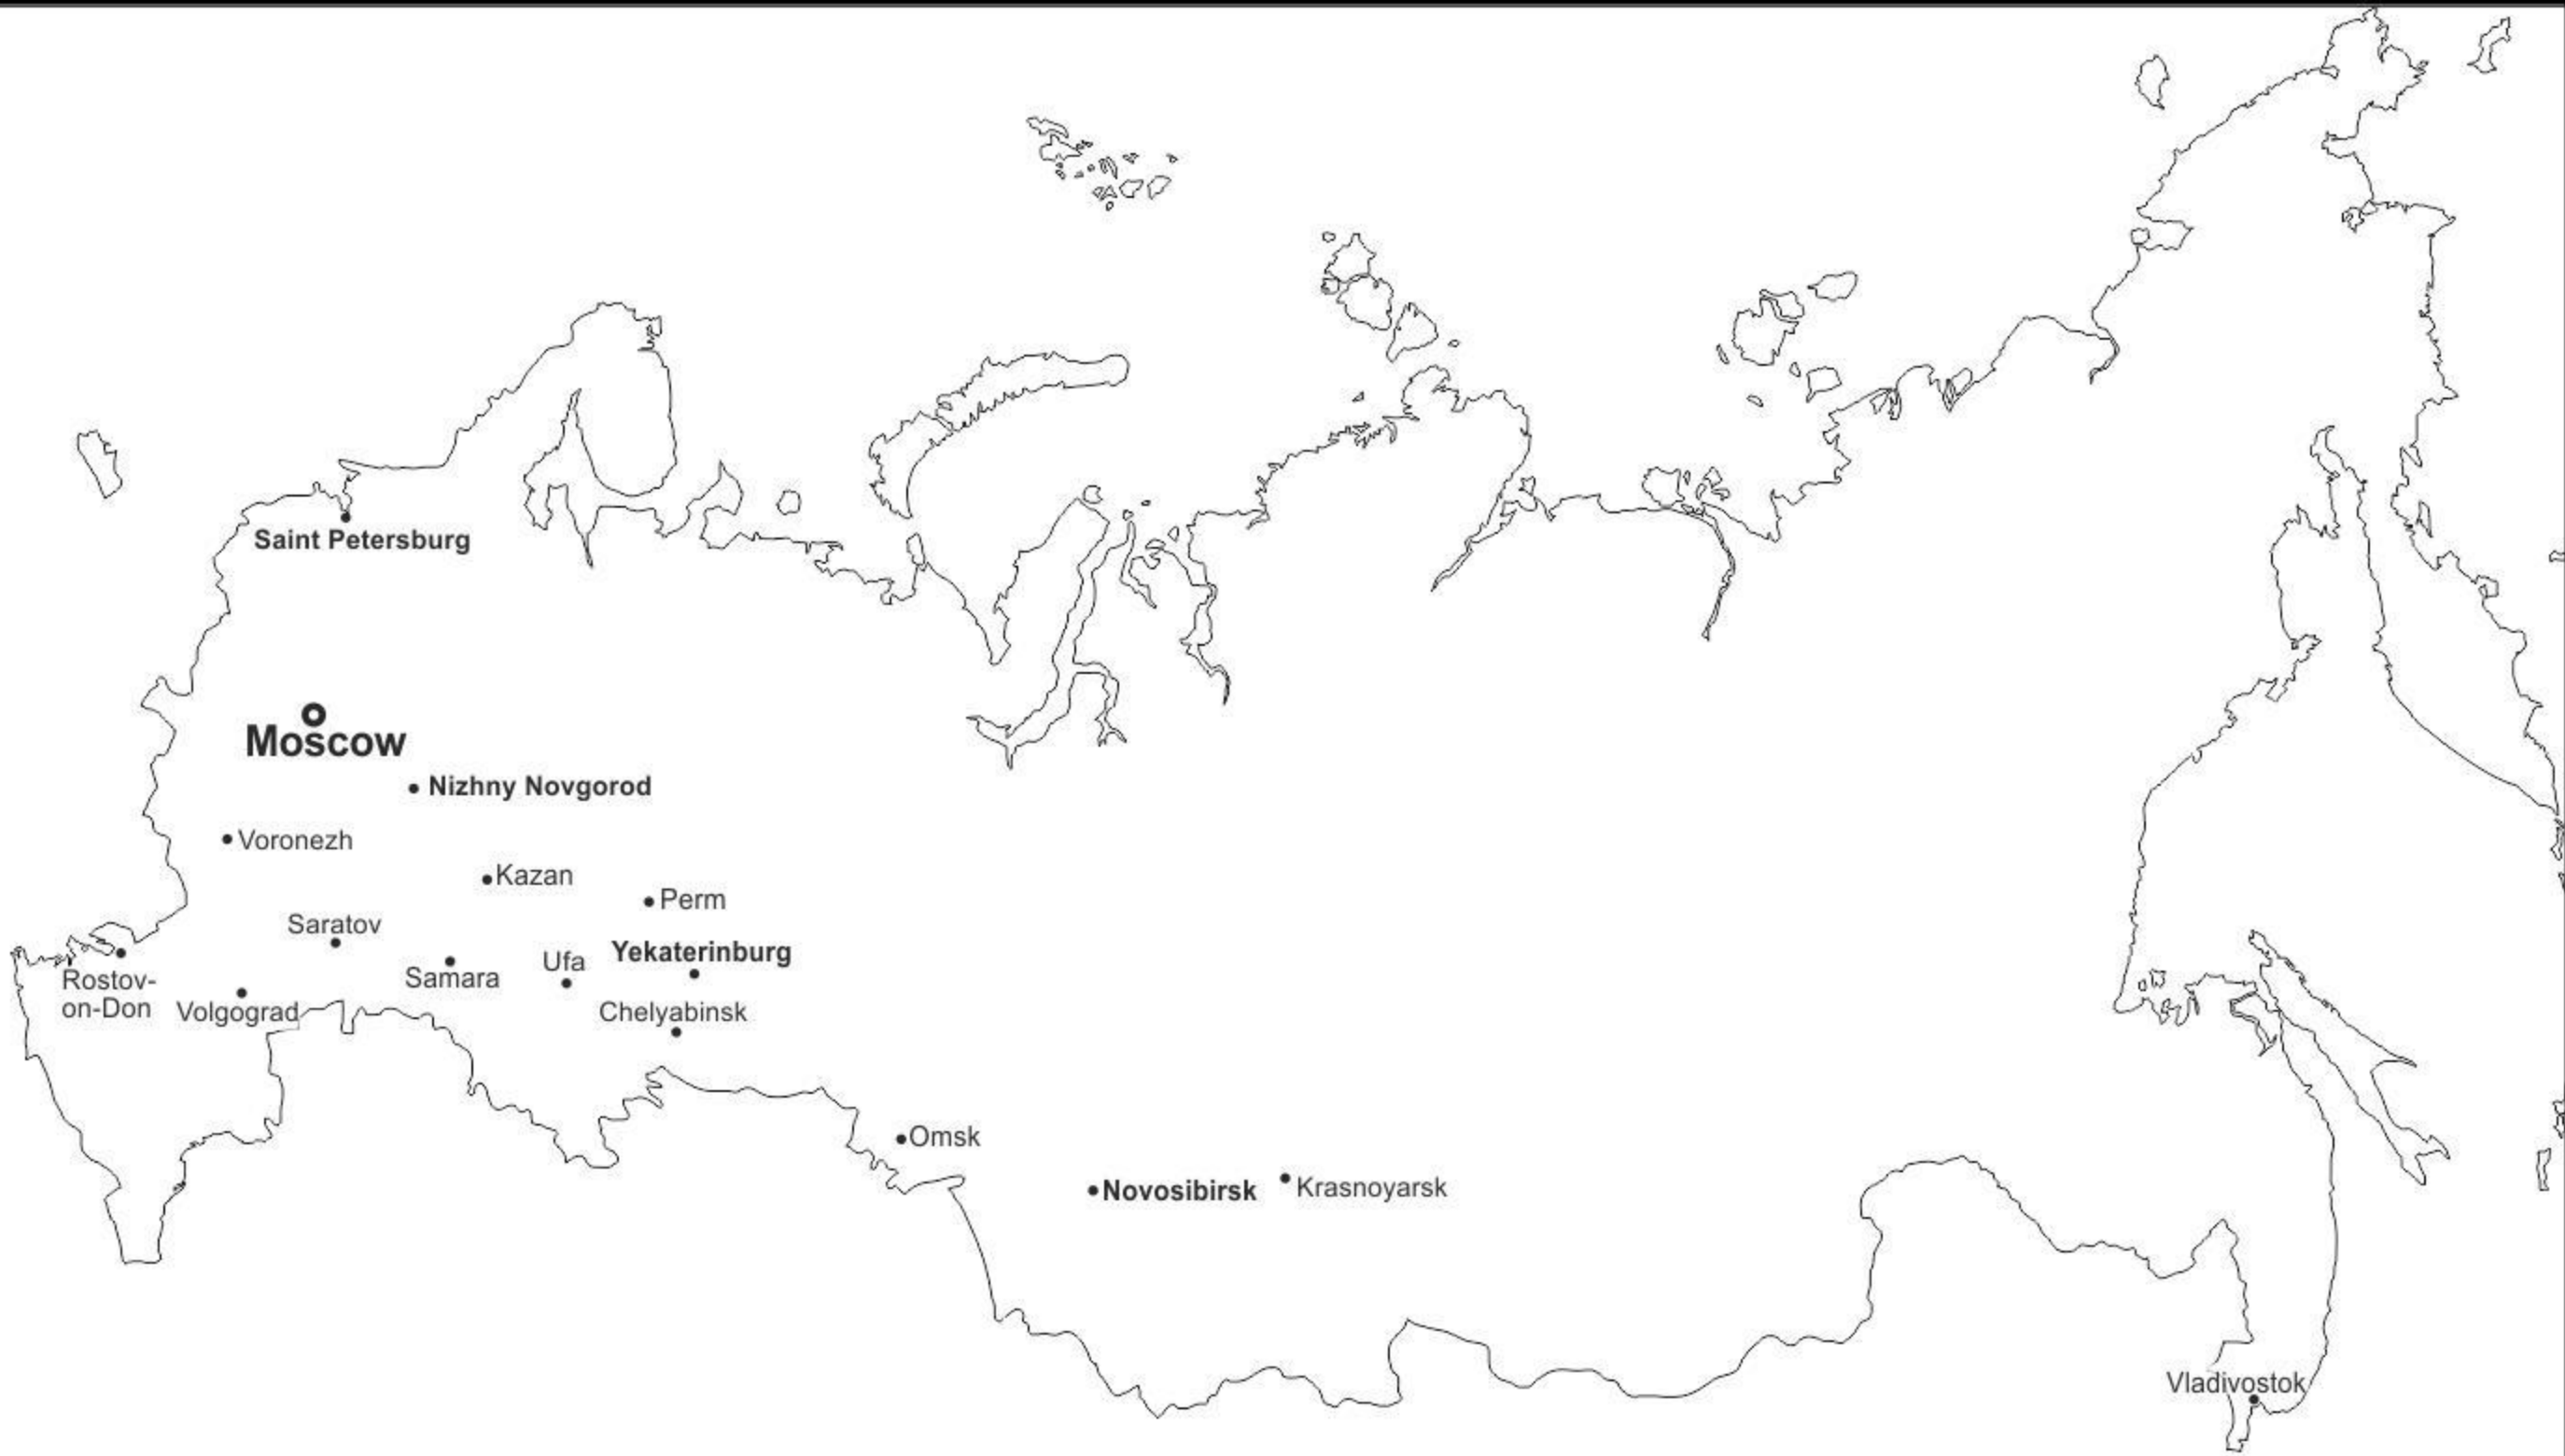 Saint Petersburg
Moscow
Nizhny Novgorod
Voronezh
Kazan
Perm
Saratov
Yekaterinburg
Ufa
Samara
Rostov-
on-Don
Volgograd
Chelyabinsk
Omsk
Novosibirsk
Krasnoyarsk
Vladivostok